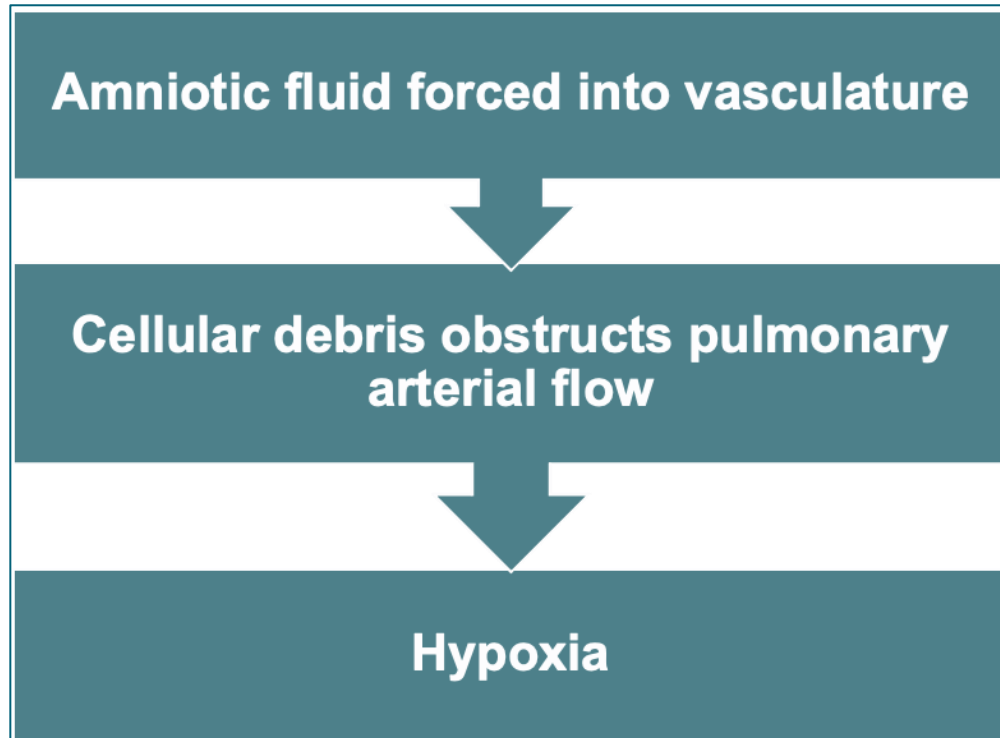 Amniotic fluid forced into vasculature
Cellular debris obstructs pulmonary
arterial flow
Hypoxia